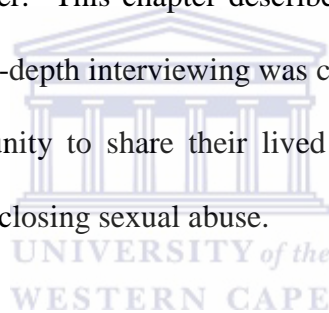 er. This chapter describe
-depth interviewing was c
unity to share their lived
closing sexual abuse.
UNIVERSITY of the
WESTERN CAPE